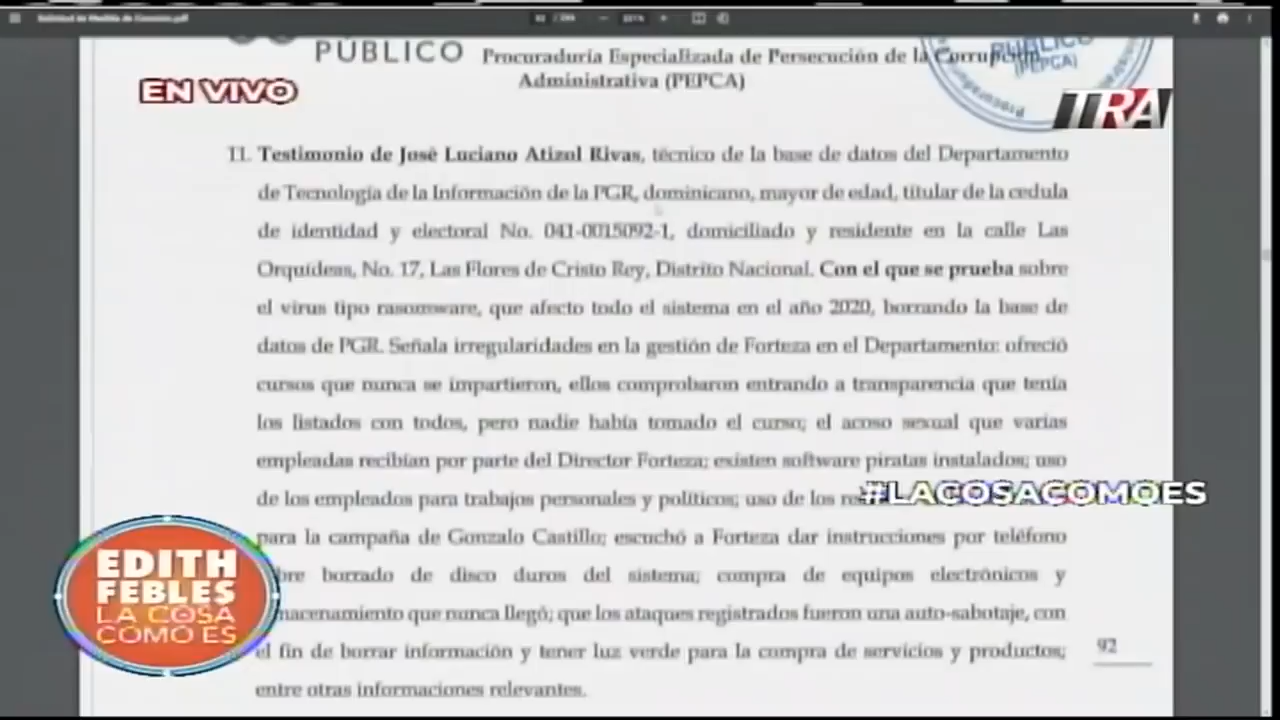 Solicitud de Medida de Coercion.pdf
PÚBLICO Procuraduría Especializada de Persecución de la Corrupción
Administrativa (PEPCA)
PÚBLICO
(PEPCA)
EN VIVO
TRA
11. Testimonio de José Luciano Atizol Rivas, técnico de la base de datos del Departamento
de Tecnología de la Información de la PGR, dominicano, mayor de edad, titular de la cedula
de identidad y electoral No. 041-0015092-1, domiciliado y residente en la calle Las
Orquídeas, No. 17, Las Flores de Cristo Rey, Distrito Nacional. Con el que se prueba sobre
el virus tipo rasomware, que afecto todo el sistema en el año 2020, borrando la base de
datos de PGR. Señala irregularidades en la gestión de Forteza en el Departamento: ofreció
cursos que nunca se impartieron, ellos comprobaron entrando a transparencia que tenía
los listados con todos, pero nadie había tomado el curso; el acoso sexual que varias
empleadas recibían por parte del Director Forteza; existen software piratas instalados; uso
de los empleados para trabajos personales y políticos; uso de los
#LACOSACOMOES
para la campaña de Gonzalo Castillo; escuchó a Forteza dar instrucciones por teléfono
bre borrado de disco duros del sistema; compra de equipos electrónicos y
macenamiento que nunca llegó; que los ataques registrados fueron una auto-sabotaje, con
el fin de borrar información y tener luz verde para la compra de servicios y productos;
entre otras informaciones relevantes.
92
EDITH
FEBLES
LA COSA
COMO ES